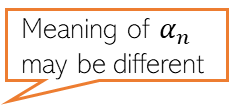 Meaning of αₙ
may be different